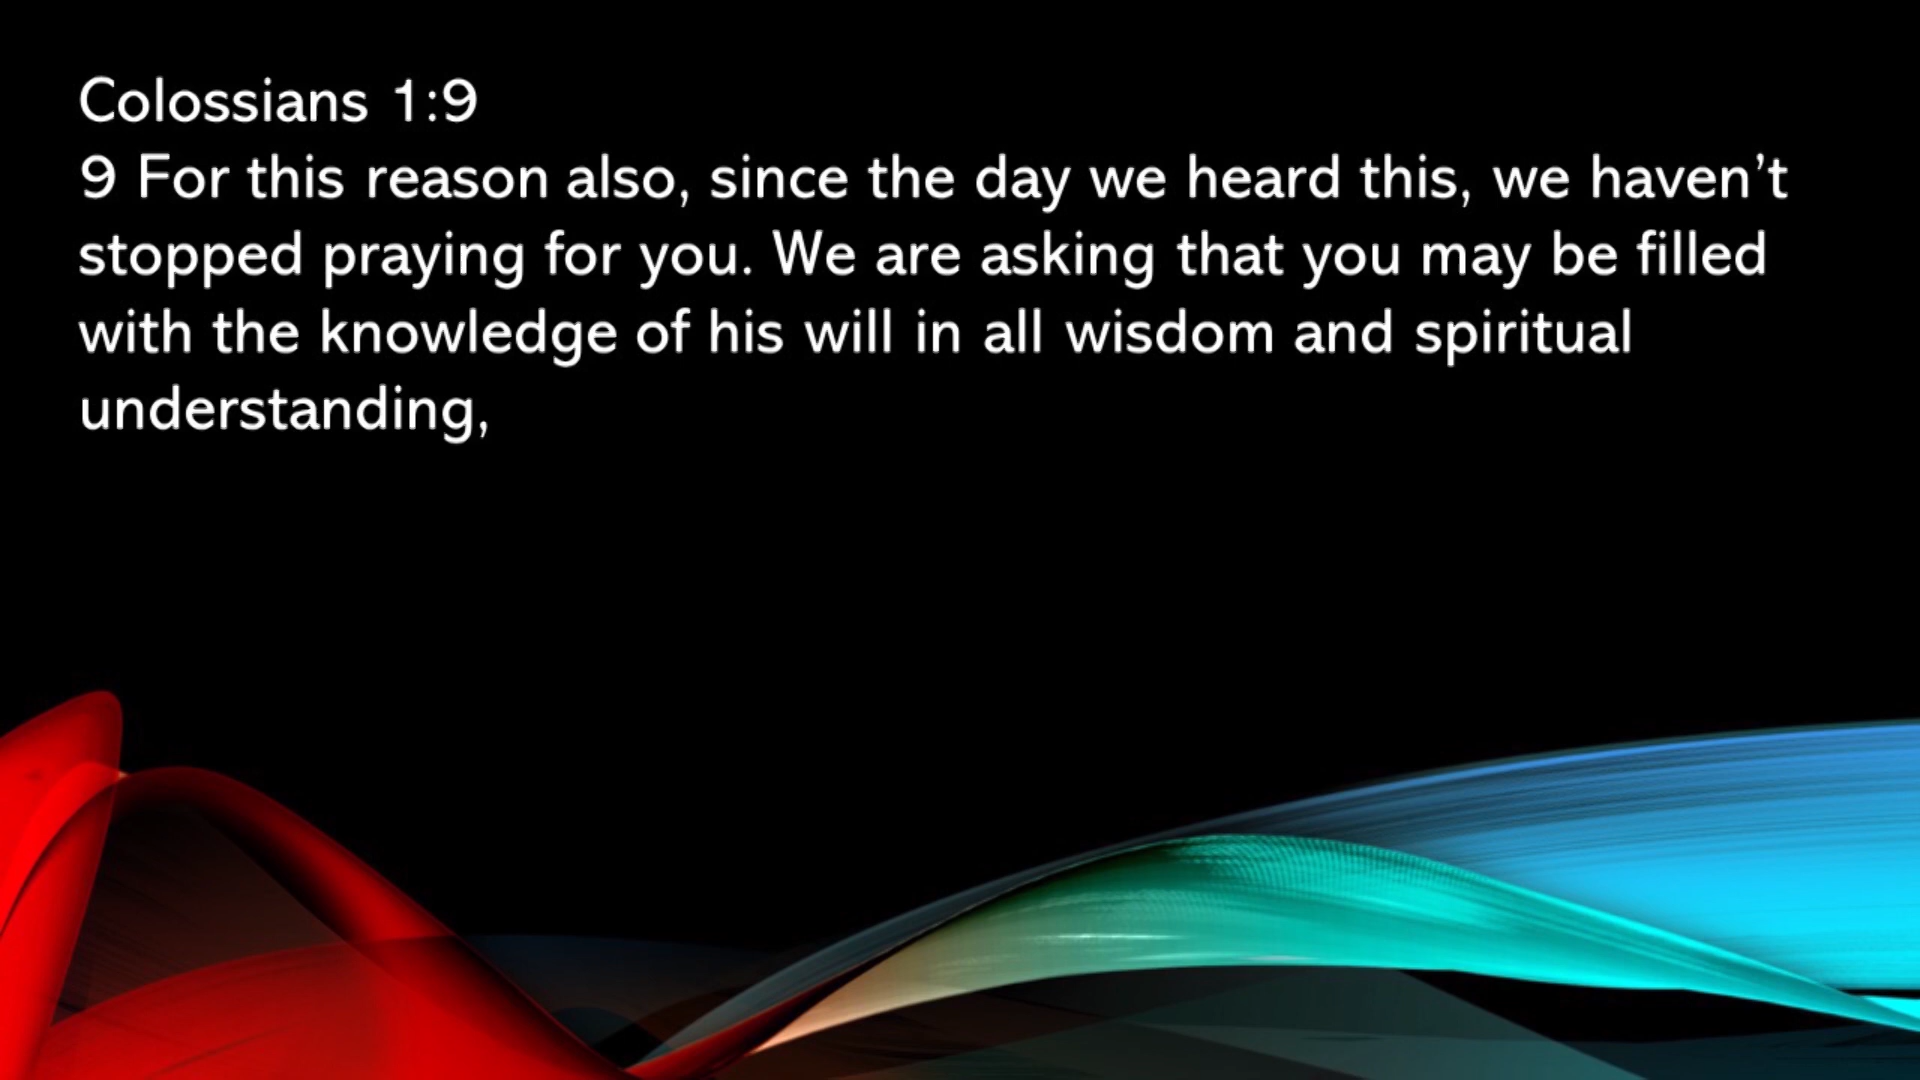 Colossians 1:9
9 For this reason also, since the day we heard this, we haven’t
stopped praying for you. We are asking that you may be filled
with the knowledge of his will in all wisdom and spiritual
understanding,